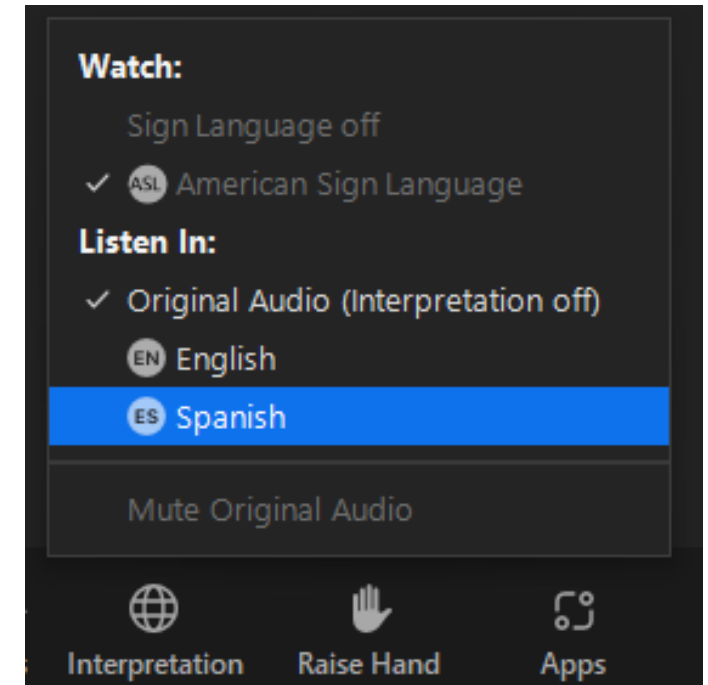 Watch:
Sign Language off
ASL American Sign Language
Listen In:
Original Audio (Interpretation off)
EN English
ES Spanish
Mute Original Audio
Interpretation Raise Hand Apps